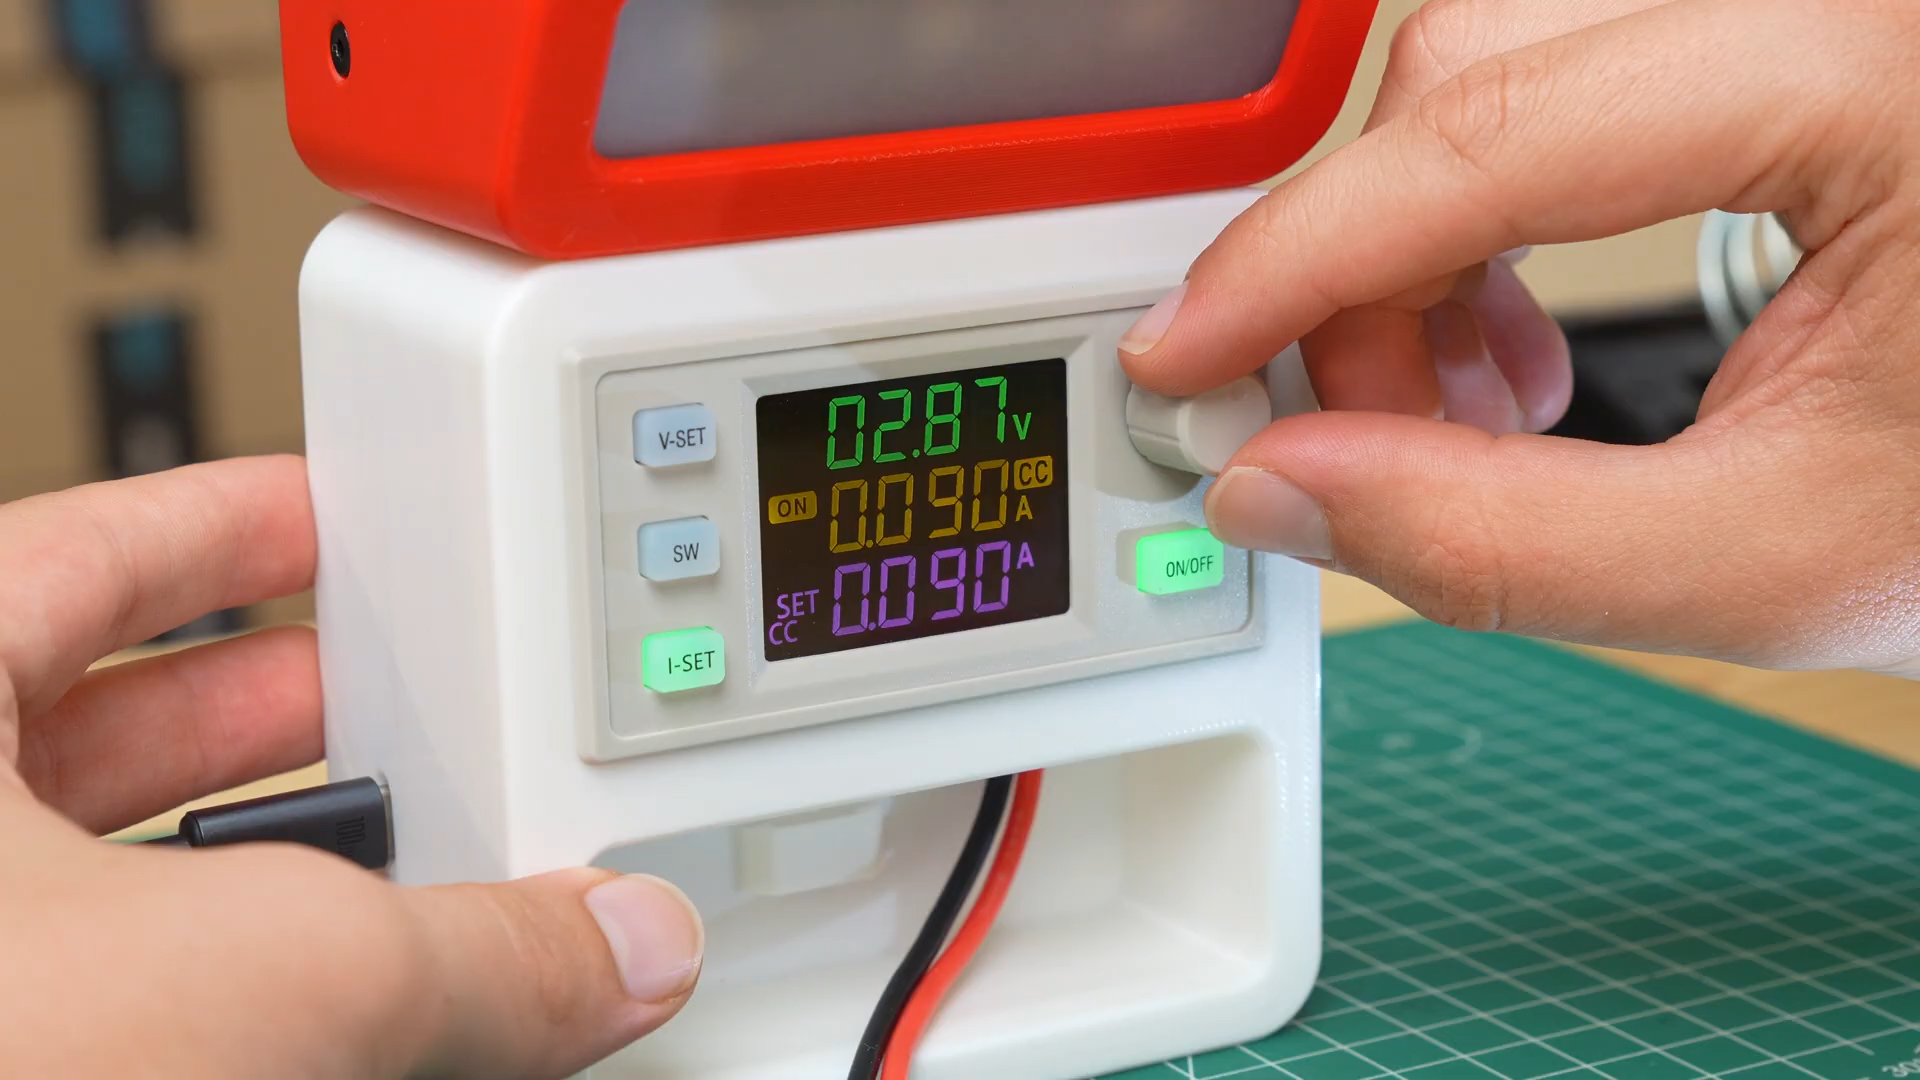 V-SET
SW
I-SET
02.87 V
ON 0.090 A CC
SET CC 0.090 A
ON/OFF